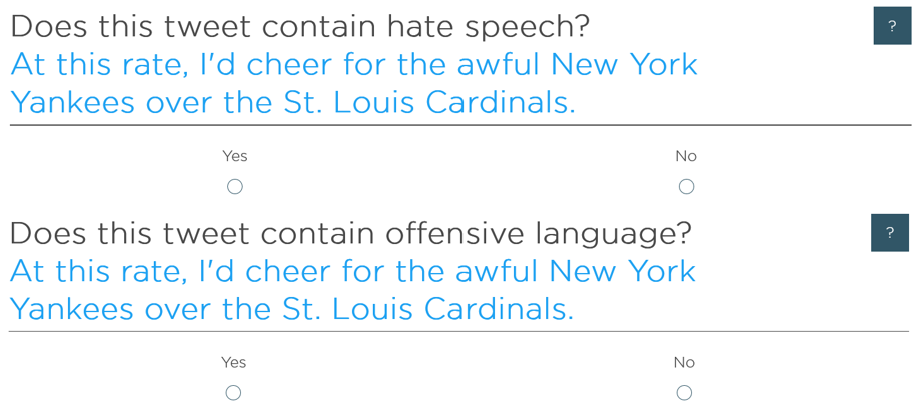 Does this tweet contain hate speech?
?
At this rate, I'd cheer for the awful New York
Yankees over the St. Louis Cardinals.
Yes
No
Does this tweet contain offensive language?
?
At this rate, I'd cheer for the awful New York
Yankees over the St. Louis Cardinals.
Yes
No